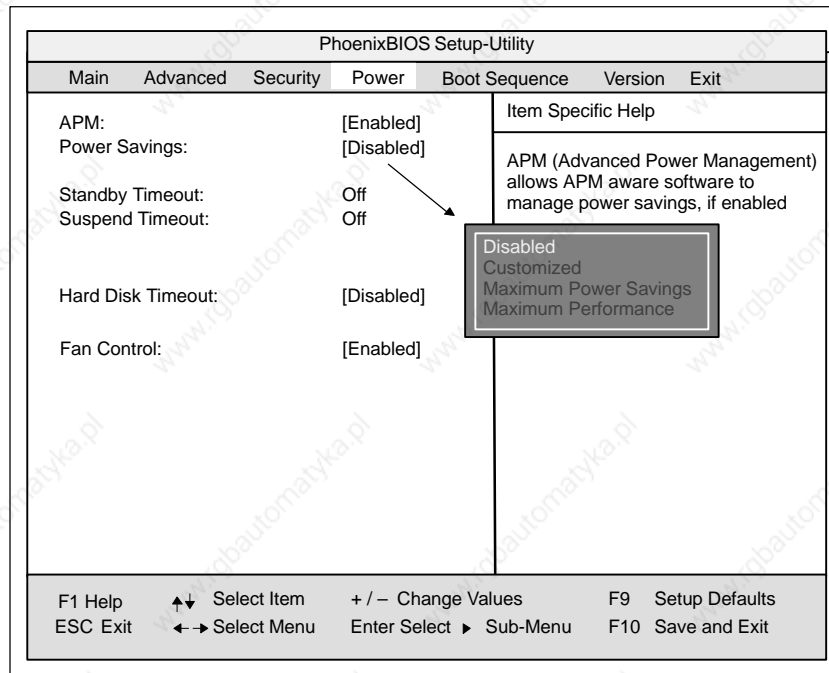 PhoenixBIOS Setup-Utility
Main Advanced Security Power Boot Sequence Version Exit
APM: [Enabled]
Power Savings: [Disabled]
Standby Timeout: Off
Suspend Timeout: Off
Hard Disk Timeout: [Disabled]
Fan Control: [Enabled]
Item Specific Help
APM (Advanced Power Management)
allows APM aware software to
manage power savings, if enabled
Disabled
Customized
Maximum Power Savings
Maximum Performance
F1 Help Select Item + / – Change Values F9 Setup Defaults
ESC Exit Select Menu Enter Select Sub-Menu F10 Save and Exit
www.rgbautomatyka.pl